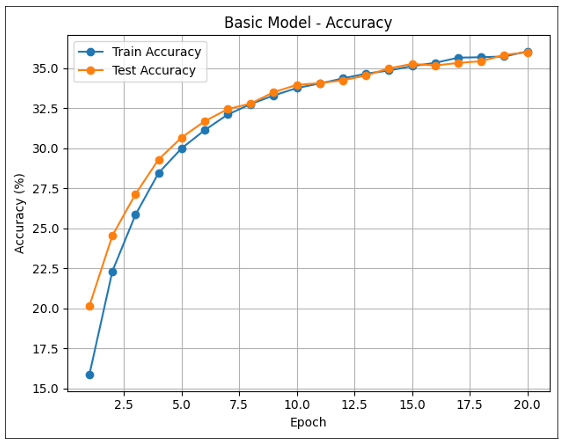 Basic Model - Accuracy
Train Accuracy
Test Accuracy
Accuracy (%)
35.0
32.5
30.0
27.5
25.0
22.5
20.0
17.5
15.0
2.5 5.0 7.5 10.0 12.5 15.0 17.5 20.0
Epoch